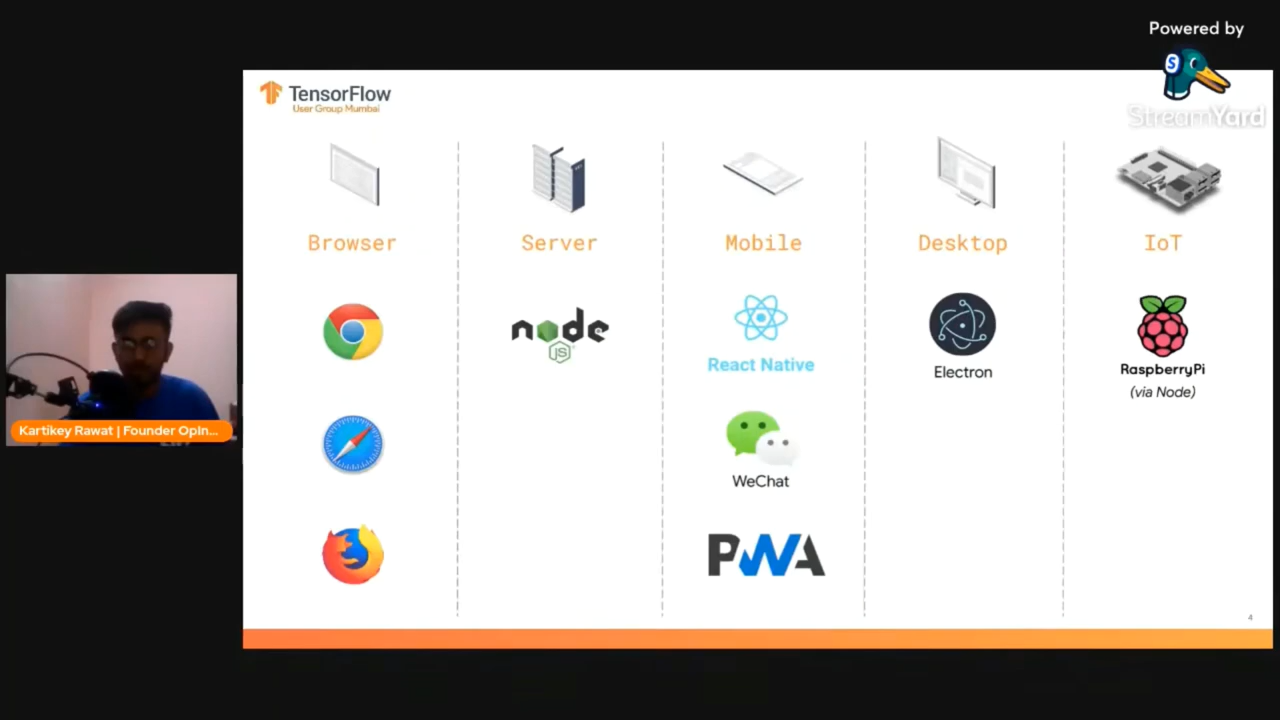 Powered by
S
StreamYard
TensorFlow
User Group Mumbai
Browser
Server
Mobile
Desktop
IoT
node
JS
React Native
Electron
RaspberryPi
(via Node)
WeChat
PWA
Kartikey Rawat | Founder OpIn...
4